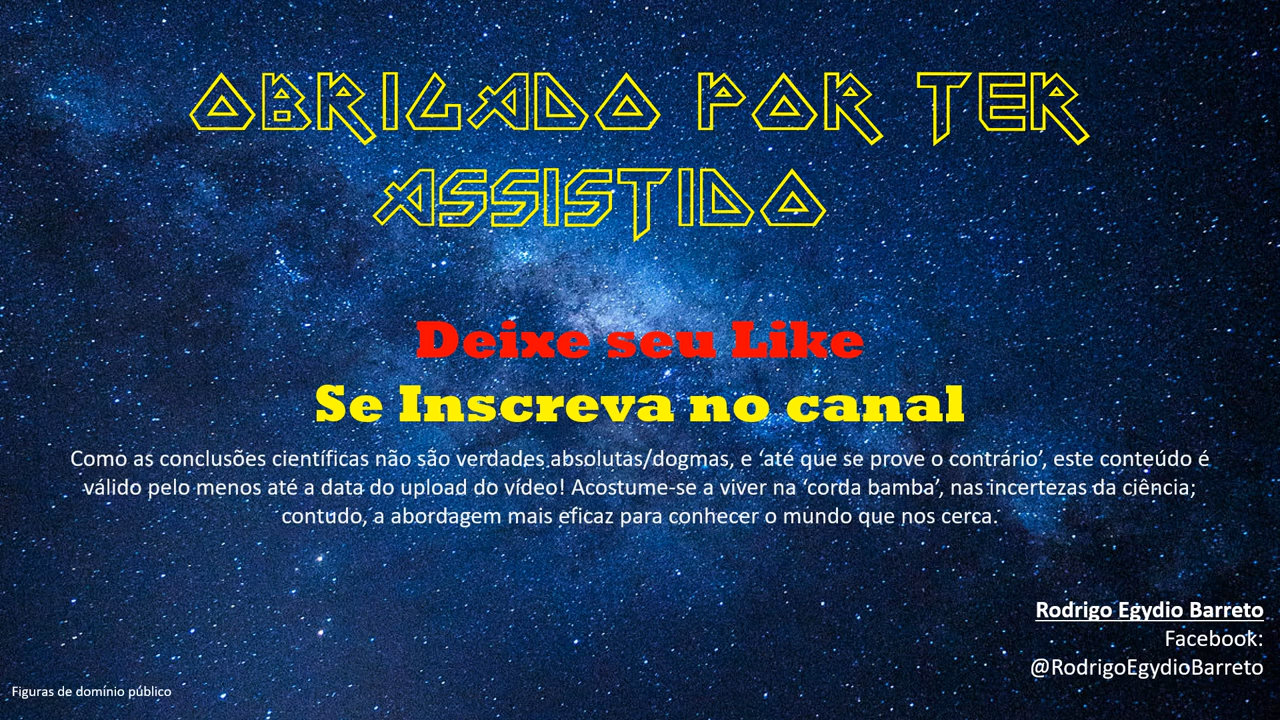 OBRIGADO POR TER
ASSISTIDO
Deixe seu Like
Se Inscreva no canal
Como as conclusões científicas não são verdades absolutas/dogmas, e ‘até que se prove o contrário’, este conteúdo é
válido pelo menos até a data do upload do vídeo! Acostume-se a viver na ‘corda bamba’, nas incertezas da ciência;
contudo, a abordagem mais eficaz para conhecer o mundo que nos cerca.
Rodrigo Egydio Barreto
Facebook:
@RodrigoEgydioBarreto
Figuras de domínio público